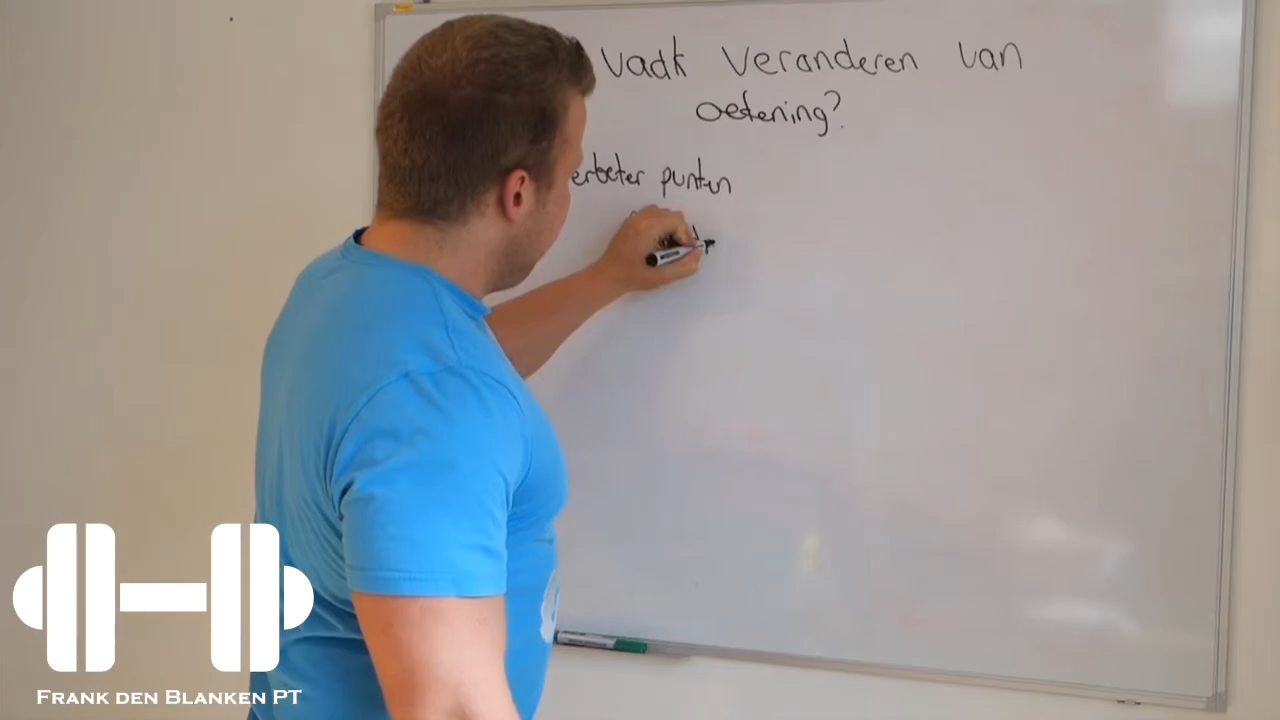 vaak veranderen van
oefening?
erbeter punten
FRANK DEN BLANKEN PT